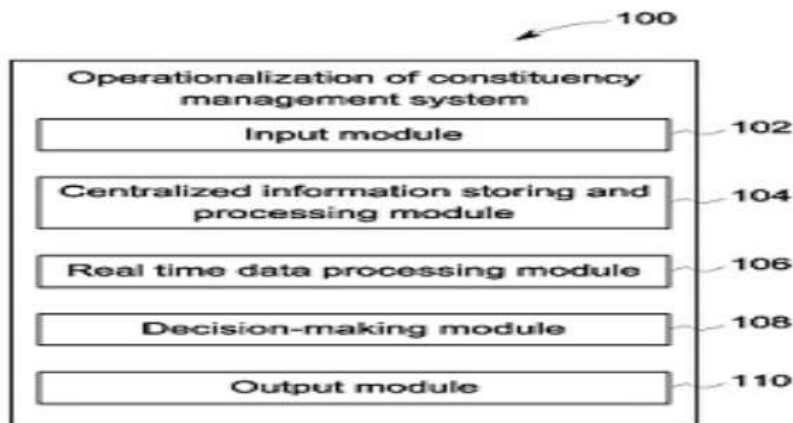 100
Operationalization of constituency
management system
Input module
102
Centralized information storing and
processing module
104
Real time data processing module
106
Decision-making module
108
Output module
110